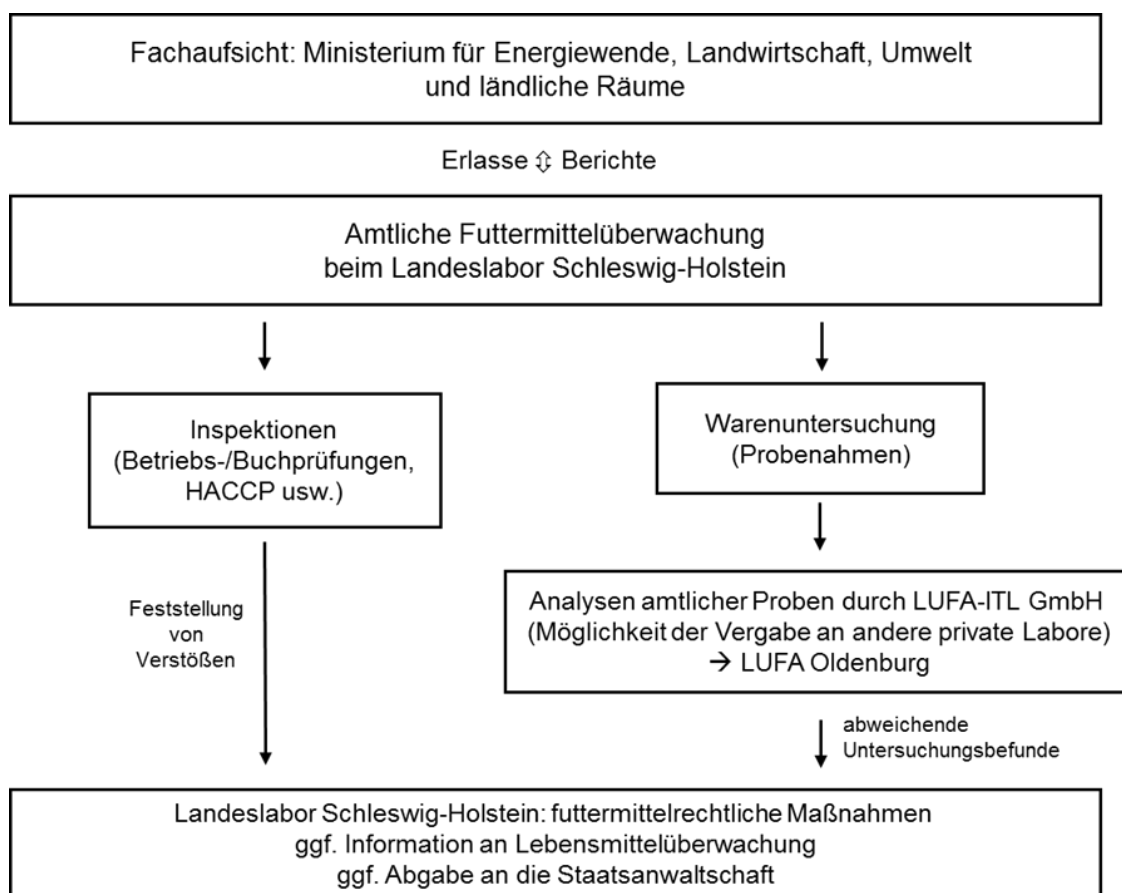 Fachaufsicht: Ministerium für Energiewende, Landwirtschaft, Umwelt
und ländliche Räume
Erlasse ⇕ Berichte
Amtliche Futtermittelüberwachung
beim Landeslabor Schleswig-Holstein
Inspektionen
(Betriebs-/Buchprüfungen,
HACCP usw.)
Warenuntersuchung
(Probenahmen)
Feststellung
von
Verstößen
Analysen amtlicher Proben durch LUFA-ITL GmbH
(Möglichkeit der Vergabe an andere private Labore)
→ LUFA Oldenburg
abweichende
Untersuchungsbefunde
Landeslabor Schleswig-Holstein: futtermittelrechtliche Maßnahmen
ggf. Information an Lebensmittelüberwachung
ggf. Abgabe an die Staatsanwaltschaft